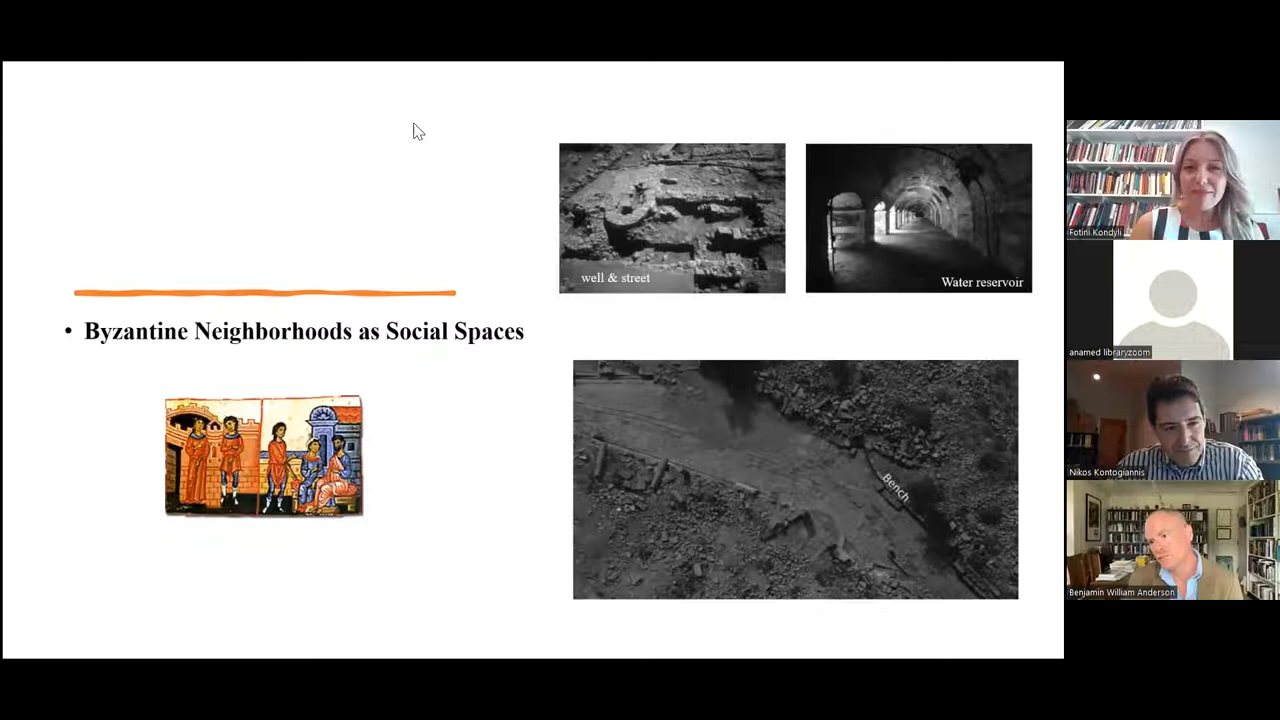 well & street
Water reservoir
• Byzantine Neighborhoods as Social Spaces
Bench
Fotini Kondyli
anamed libraryzoom
Nikos Kontogiannis
Benjamin William Anderson